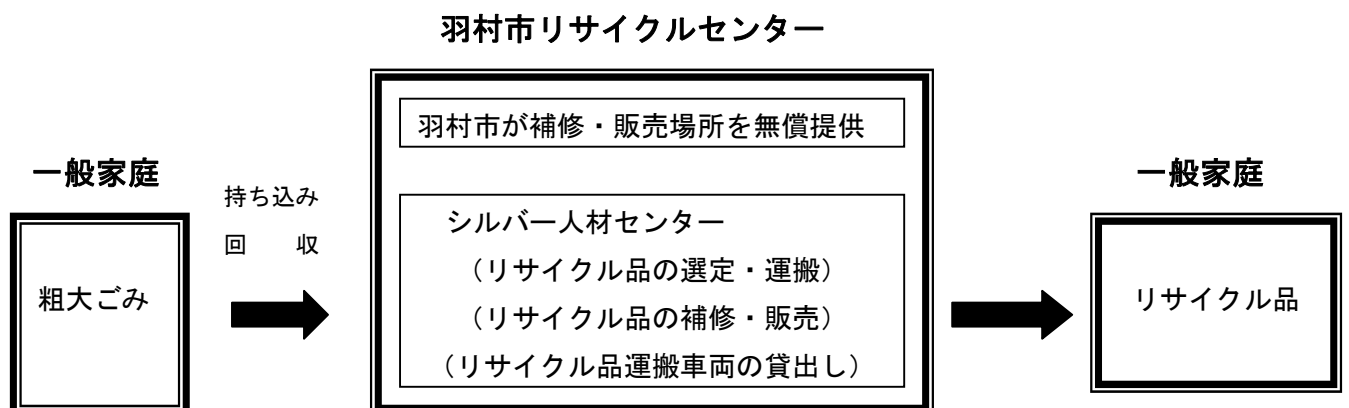 羽村市リサイクルセンター
羽村市が補修・販売場所を無償提供
一般家庭
持ち込み
回　　収
粗大ごみ
シルバー人材センター
（リサイクル品の選定・運搬）
（リサイクル品の補修・販売）
（リサイクル品運搬車両の貸出し）
一般家庭
リサイクル品